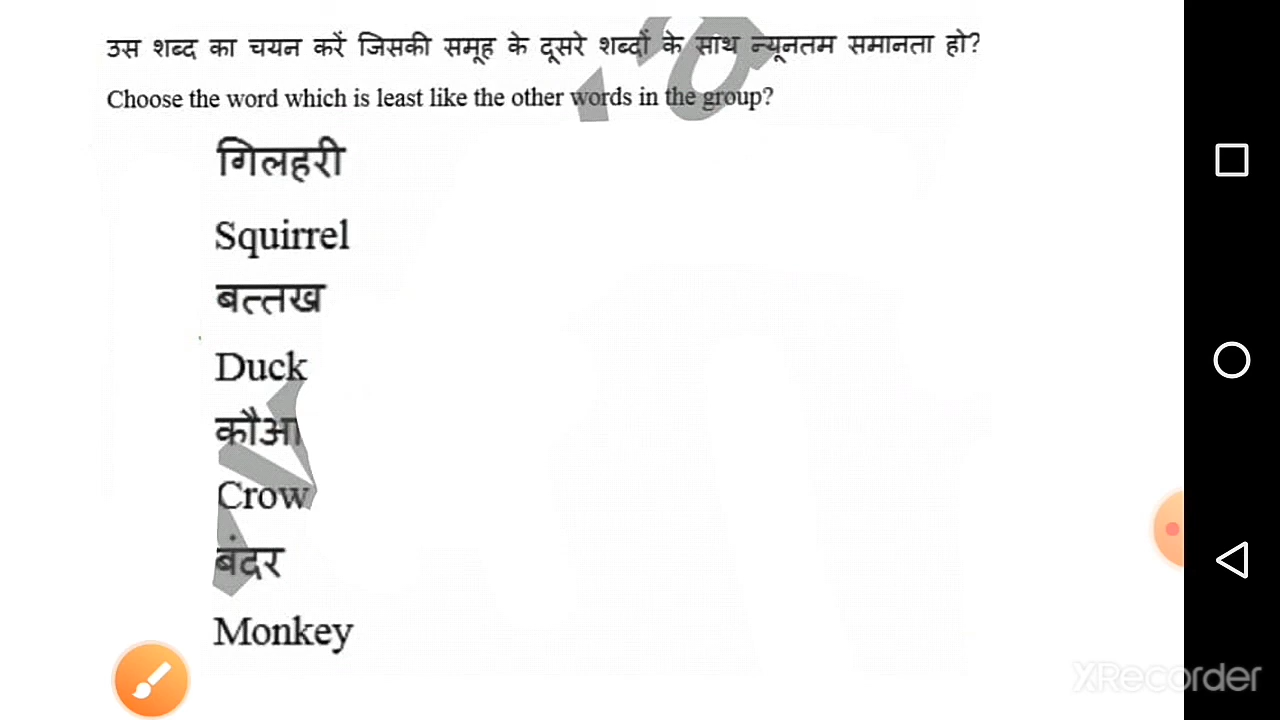 उस शब्द का चयन करें जिसकी समूह के दूसरे शब्दों के साथ न्यूनतम समानता हो?
Choose the word which is least like the other words in the group?
गिलहरी
Squirrel
बत्तख
Duck
कौआ
Crow
बंदर
Monkey
XRecorder